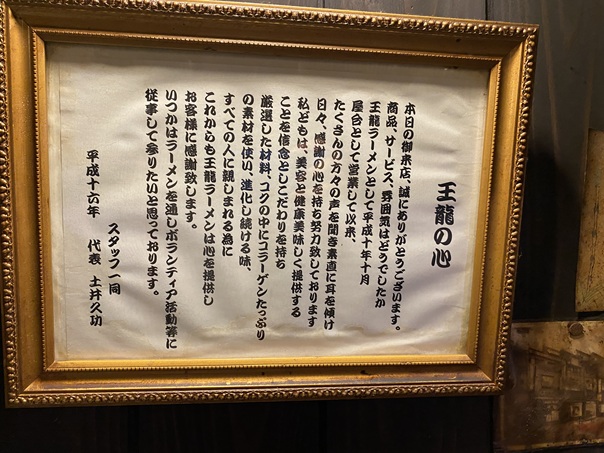 王龍の心
本日の御来店、誠にありがとうございます。
商品、サービス、雰囲気はどうでしたか
王龍ラーメンとして平成十年十月
屋台として営業して以来、
たくさんの方々の声を聞き素直に耳を傾け
日々、感謝の心を持ち努力致しております
私どもは、美容と健康美味しく提供する
ことを信念としこだわりを持ち
厳選した材料、コクの中にコラーゲンたっぷり
の素材を使い、進化し続ける味、
すべての人に親しまれる為に
これからも王龍ラーメンは心を提供し
お客様に感謝致します。
いつかはラーメンを通しボランティア活動等に
従事して参りたいと思っております。
スタッフ一同
平成十六年 代表 土井久功